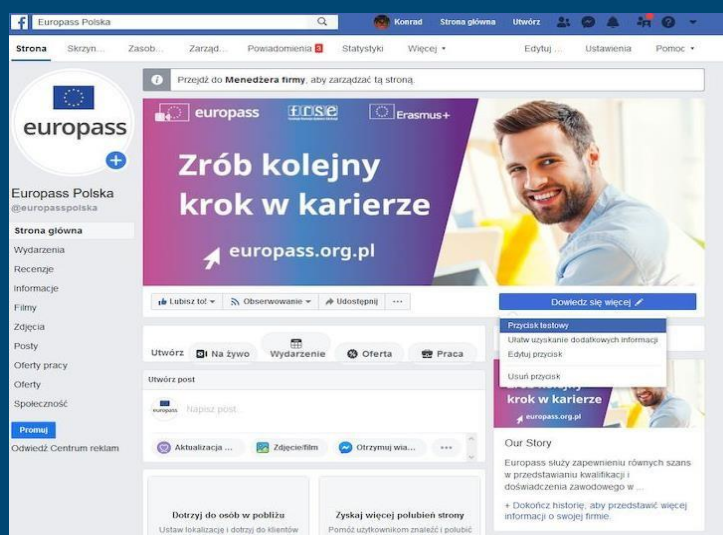 Europass Polska
Konrad Strona główna Utwórz
Strona Skrzyn... Zasob... Zarząd... Powiadomienia 8 Statystyki Więcej Edytuj ... Ustawienia Pomoc
Przejdź do Menedżera firmy, aby zarządzać tą stroną.
europass
Europass Polska
@europasspolska
Strona główna
Wydarzenia
Recenzje
Informacje
Filmy
Zdjęcia
Posty
Oferty pracy
Oferty
Społeczność
Promuj
Odwiedź Centrum reklam
europass frse Erasmus+
Zrób kolejny
krok w karierze
europass.org.pl
Lubisz to! Obserwowanie Udostępnij ...
Dowiedz się więcej
Przycisk testowy
Ułatw uzyskanie dodatkowych informacji
Edytuj przycisk
Usuń przycisk
Utwórz Na żywo Wydarzenie Oferta Praca
Utwórz post
europass Napisz post...
Aktualizacja ... Zdjęcie/film Otrzymuj wia... ...
Dotrzyj do osób w pobliżu
Ustaw lokalizację i dotrzyj do klientów
Zyskaj więcej polubień strony
Pomóż użytkownikom znaleźć i polubić
krok w karierze
europass.org.pl
Our Story
Europass służy zapewnieniu równych szans
w przedstawianiu kwalifikacji i
doświadczenia zawodowego w ...
+ Dokończ historię, aby przedstawić więcej
informacji o swojej firmie.